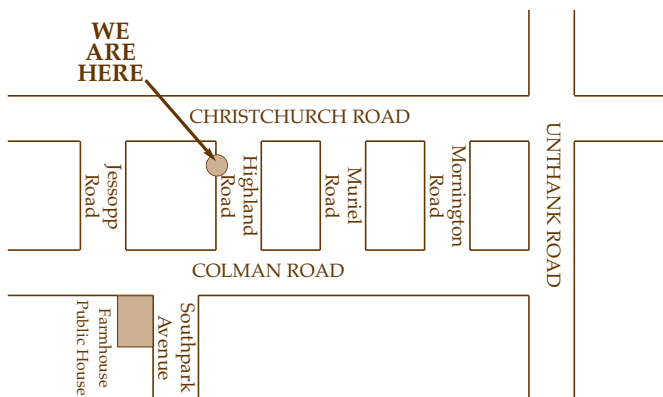 WE
ARE
HERE
CHRISTCHURCH ROAD
Jessopp
Road
Highland
Road
Muriel
Road
Mornington
Road
UNTHANK ROAD
COLMAN ROAD
Southpark
Avenue
Farmhouse
Public House